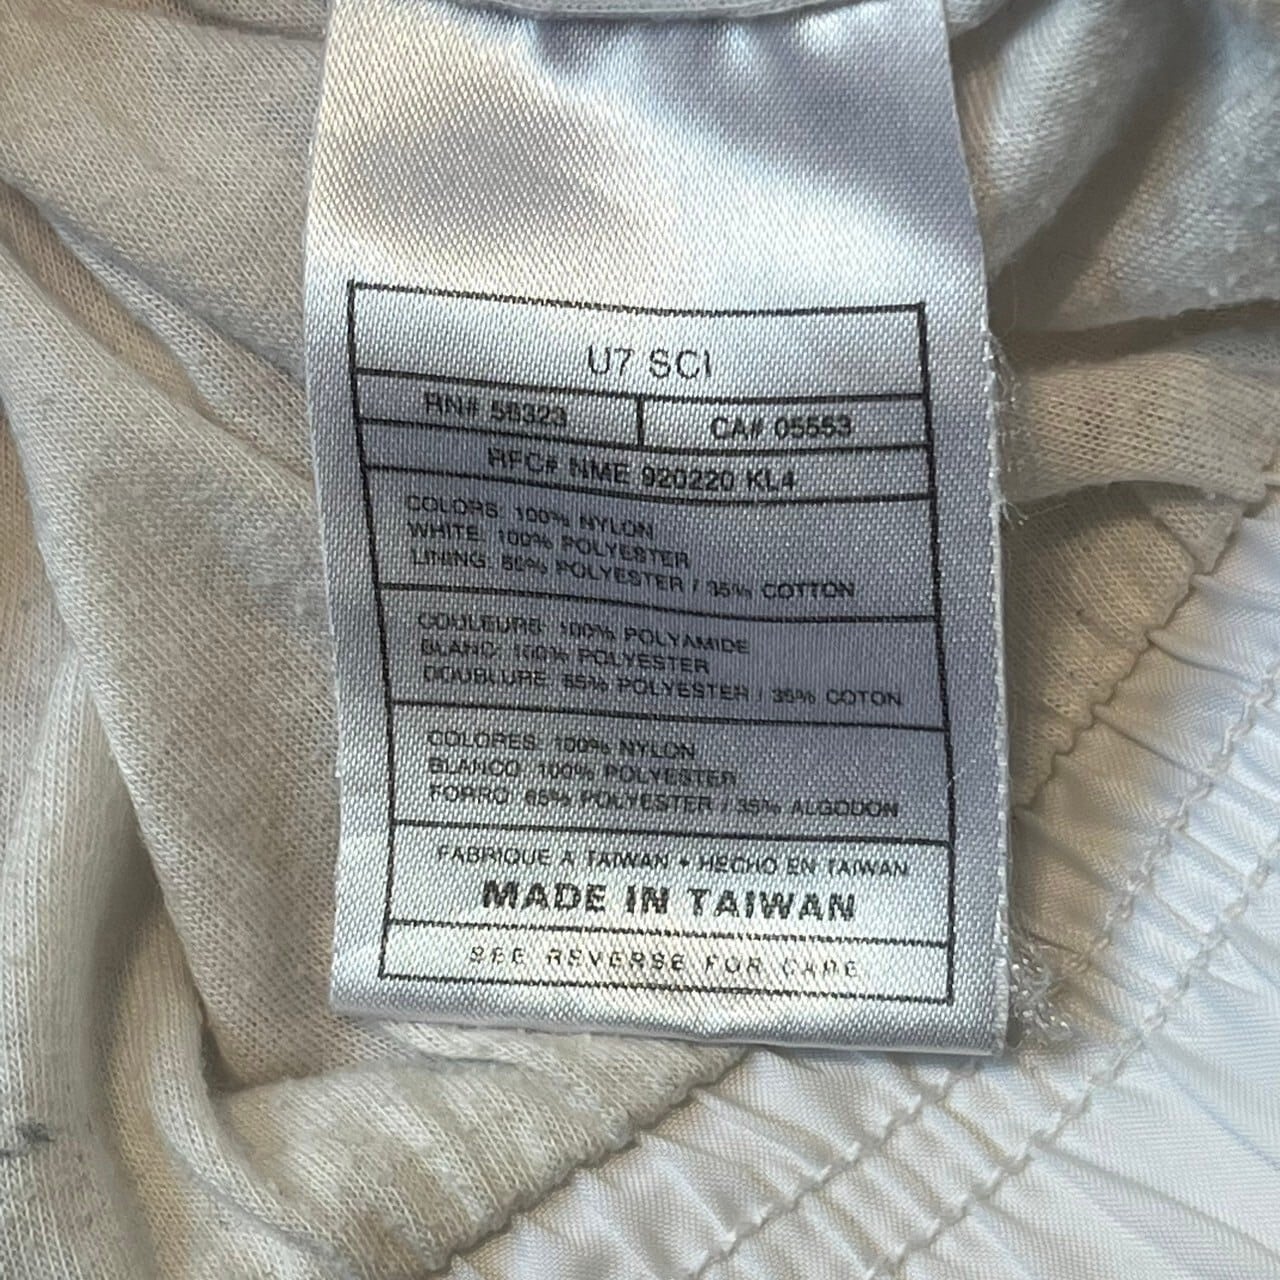 U7 SCI
RN# 56323
CA# 05553
RFC# NME 920220 KL4
COLORS: 100% NYLON
WHITE: 100% POLYESTER
LINING: 65% POLYESTER / 35% COTTON
COULEURS: 100% POLYAMIDE
BLANC: 100% POLYESTER
DOUBLURE: 65% POLYESTER / 35% COTON
COLORES: 100% NYLON
BLANCO: 100% POLYESTER
FORRO: 65% POLYESTER / 35% ALGODON
FABRIQUE A TAIWAN • HECHO EN TAIWAN
MADE IN TAIWAN
SEE REVERSE FOR CARE